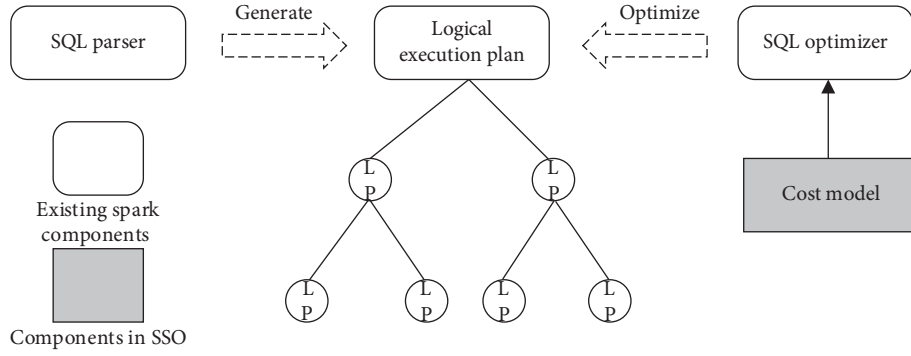 Generate
Optimize
SQL parser
Logical
execution plan
SQL optimizer
L
P
L
P
Cost model
Existing spark
components
L
P
L
P
L
P
L
P
Components in SSO